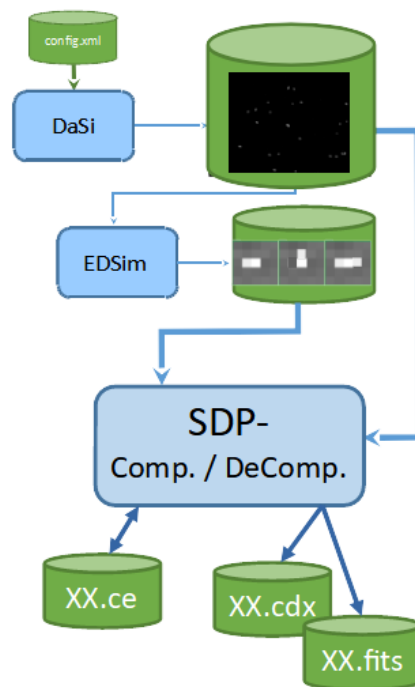 config.xml
DaSi
EDSim
SDP-
Comp. / DeComp.
XX.ce
XX.cdx
XX.fits